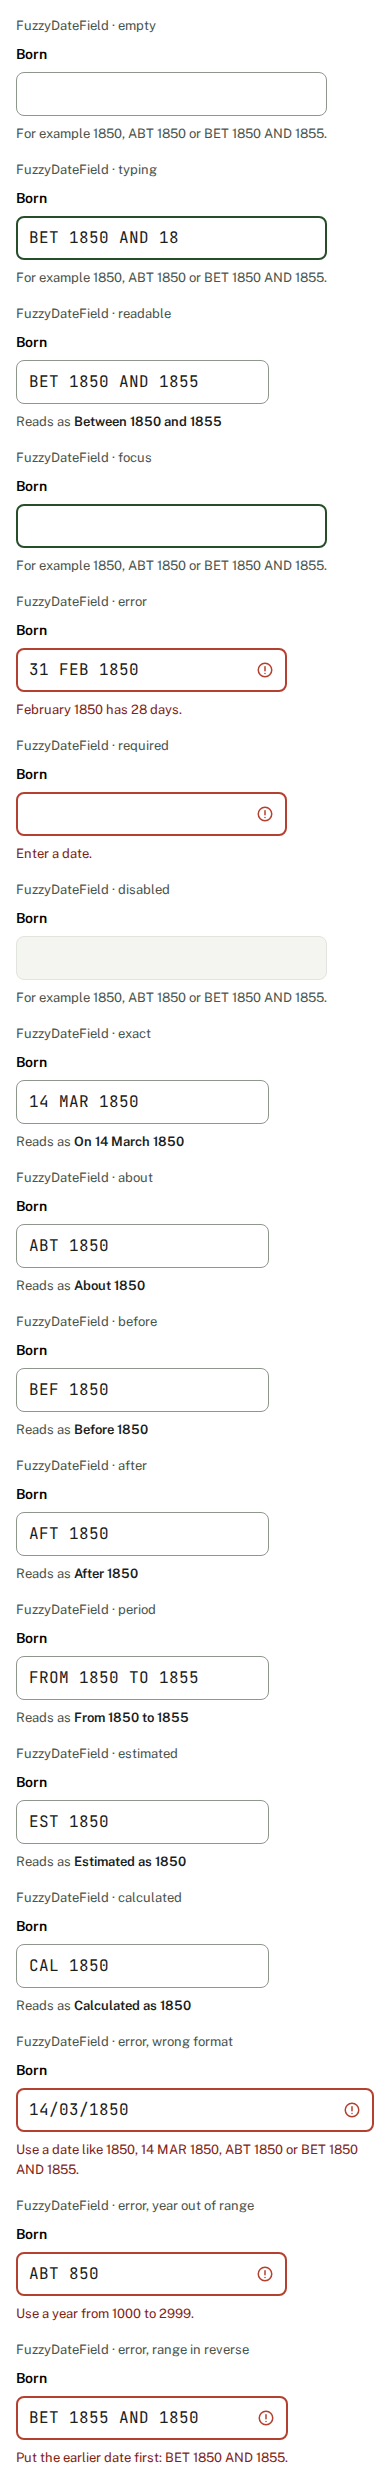 FuzzyDateField · empty
Born
For example 1850, ABT 1850 or BET 1850 AND 1855.
FuzzyDateField · typing
Born
BET 1850 AND 18
For example 1850, ABT 1850 or BET 1850 AND 1855.
FuzzyDateField · readable
Born
BET 1850 AND 1855
Reads as Between 1850 and 1855
FuzzyDateField · focus
Born
For example 1850, ABT 1850 or BET 1850 AND 1855.
FuzzyDateField · error
Born
31 FEB 1850
February 1850 has 28 days.
FuzzyDateField · required
Born
Enter a date.
FuzzyDateField · disabled
Born
For example 1850, ABT 1850 or BET 1850 AND 1855.
FuzzyDateField · exact
Born
14 MAR 1850
Reads as On 14 March 1850
FuzzyDateField · about
Born
ABT 1850
Reads as About 1850
FuzzyDateField · before
Born
BEF 1850
Reads as Before 1850
FuzzyDateField · after
Born
AFT 1850
Reads as After 1850
FuzzyDateField · period
Born
FROM 1850 TO 1855
Reads as From 1850 to 1855
FuzzyDateField · estimated
Born
EST 1850
Reads as Estimated as 1850
FuzzyDateField · calculated
Born
CAL 1850
Reads as Calculated as 1850
FuzzyDateField · error, wrong format
Born
14/03/1850
Use a date like 1850, 14 MAR 1850, ABT 1850 or BET 1850
AND 1855.
FuzzyDateField · error, year out of range
Born
ABT 850
Use a year from 1000 to 2999.
FuzzyDateField · error, range in reverse
Born
BET 1855 AND 1850
Put the earlier date first: BET 1850 AND 1855.